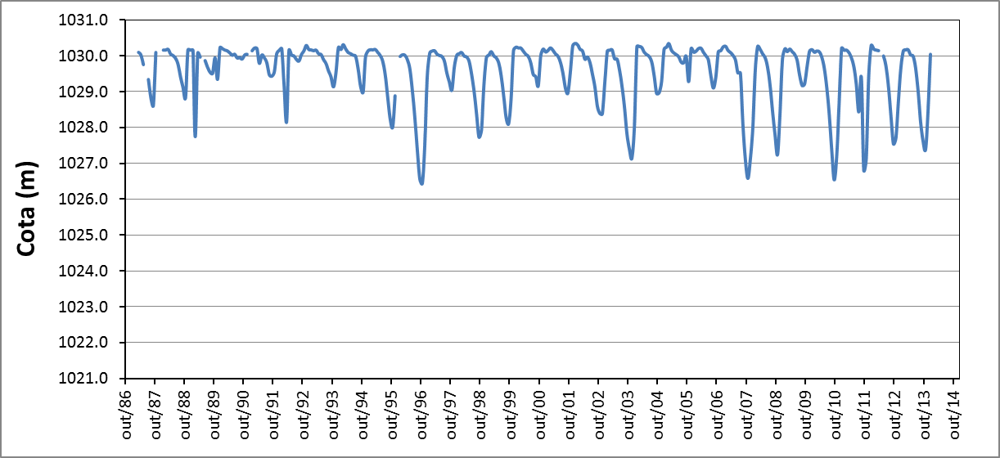 Cota (m)
1031.0
1030.0
1029.0
1028.0
1027.0
1026.0
1025.0
1024.0
1023.0
1022.0
1021.0
out/86
out/87
out/88
out/89
out/90
out/91
out/92
out/93
out/94
out/95
out/96
out/97
out/98
out/99
out/00
out/01
out/02
out/03
out/04
out/05
out/06
out/07
out/08
out/09
out/10
out/11
out/12
out/13
out/14